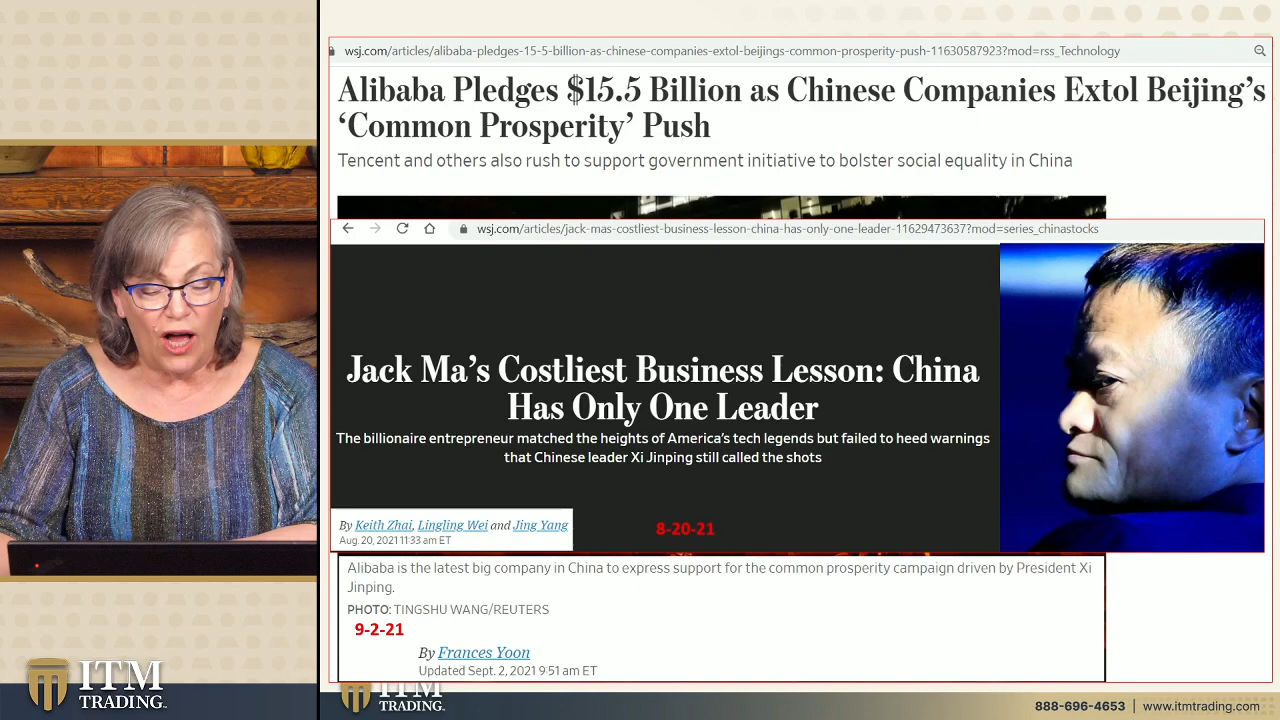 wsj.com/articles/alibaba-pledges-15-5-billion-as-chinese-companies-extol-beijings-common-prosperity-push-11630587923?mod=rss_Technology
Alibaba Pledges $15.5 Billion as Chinese Companies Extol Beijing's
'Common Prosperity' Push
Tencent and others also rush to support government initiative to bolster social equality in China
wsj.com/articles/jack-mas-costliest-business-lesson-china-has-only-one-leader-11629473637?mod=series_chinastocks
Jack Ma's Costliest Business Lesson: China
Has Only One Leader
The billionaire entrepreneur matched the heights of America's tech legends but failed to heed warnings
that Chinese leader Xi Jinping still called the shots
By Keith Zhai, Lingling Wei and Jing Yang
Aug. 20, 2021 11:33 am ET
8-20-21
Alibaba is the latest big company in China to express support for the common prosperity campaign driven by President Xi
Jinping.
PHOTO: TINGSHU WANG/REUTERS
9-2-21
By Frances Yoon
Updated Sept. 2, 2021 9:51 am ET
ITM
TRADING
ITM
TRADING
888-696-4653 | www.itmtrading.com